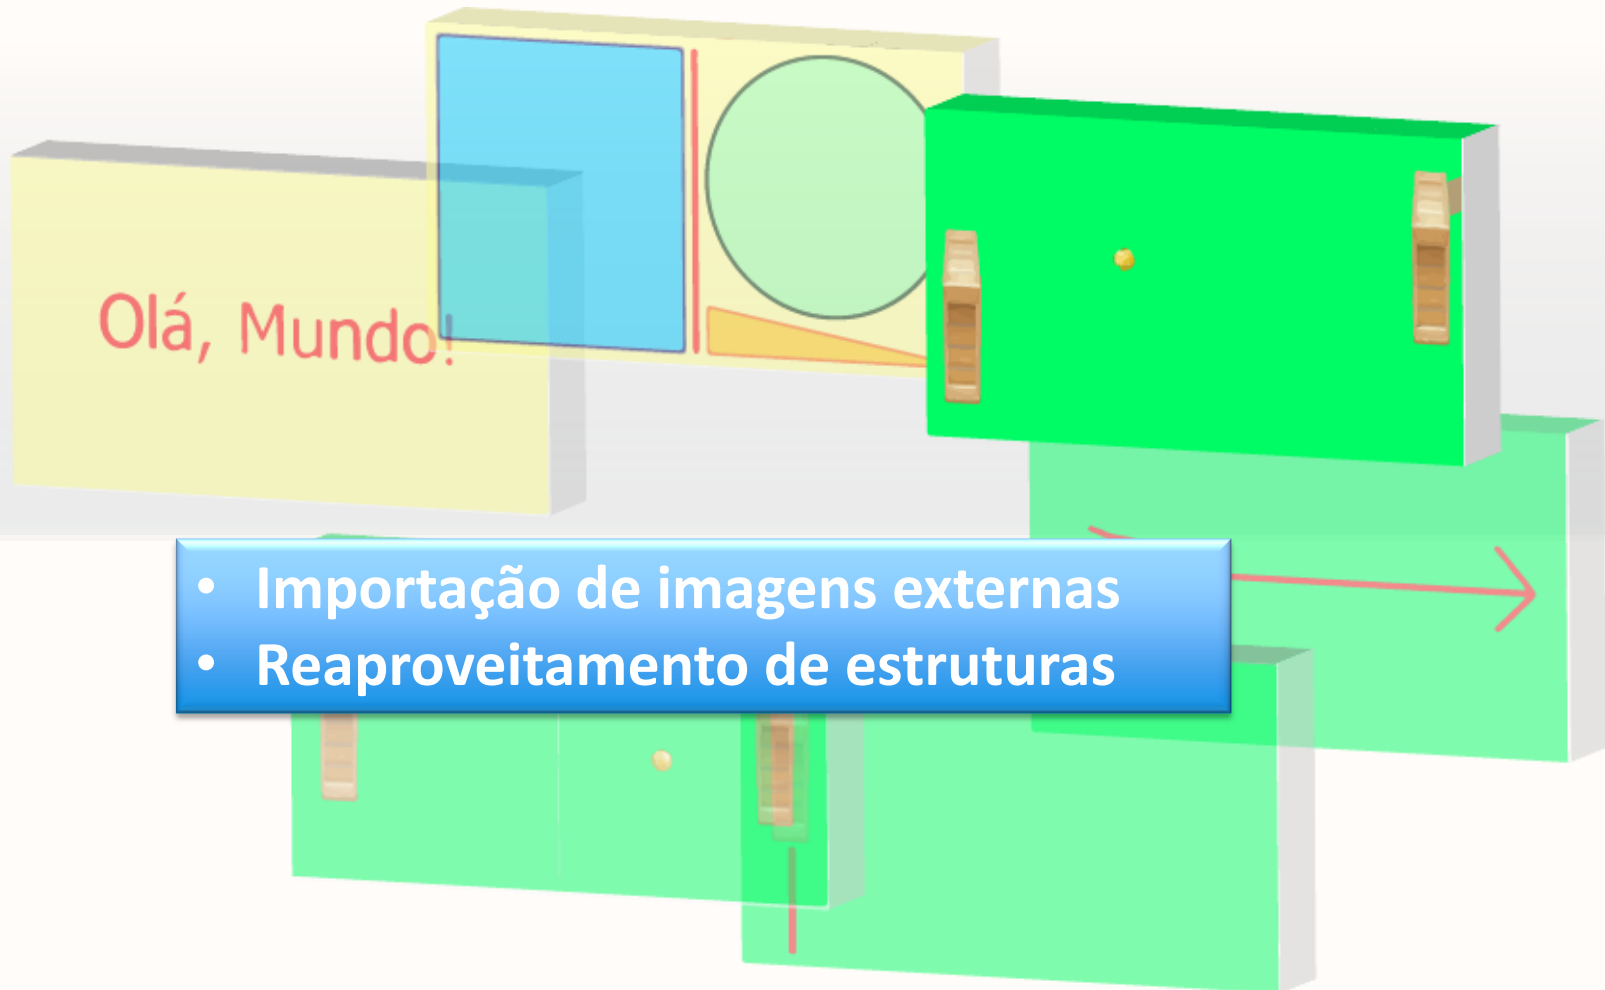 Olá, Mundo!
• Importação de imagens externas
• Reaproveitamento de estruturas